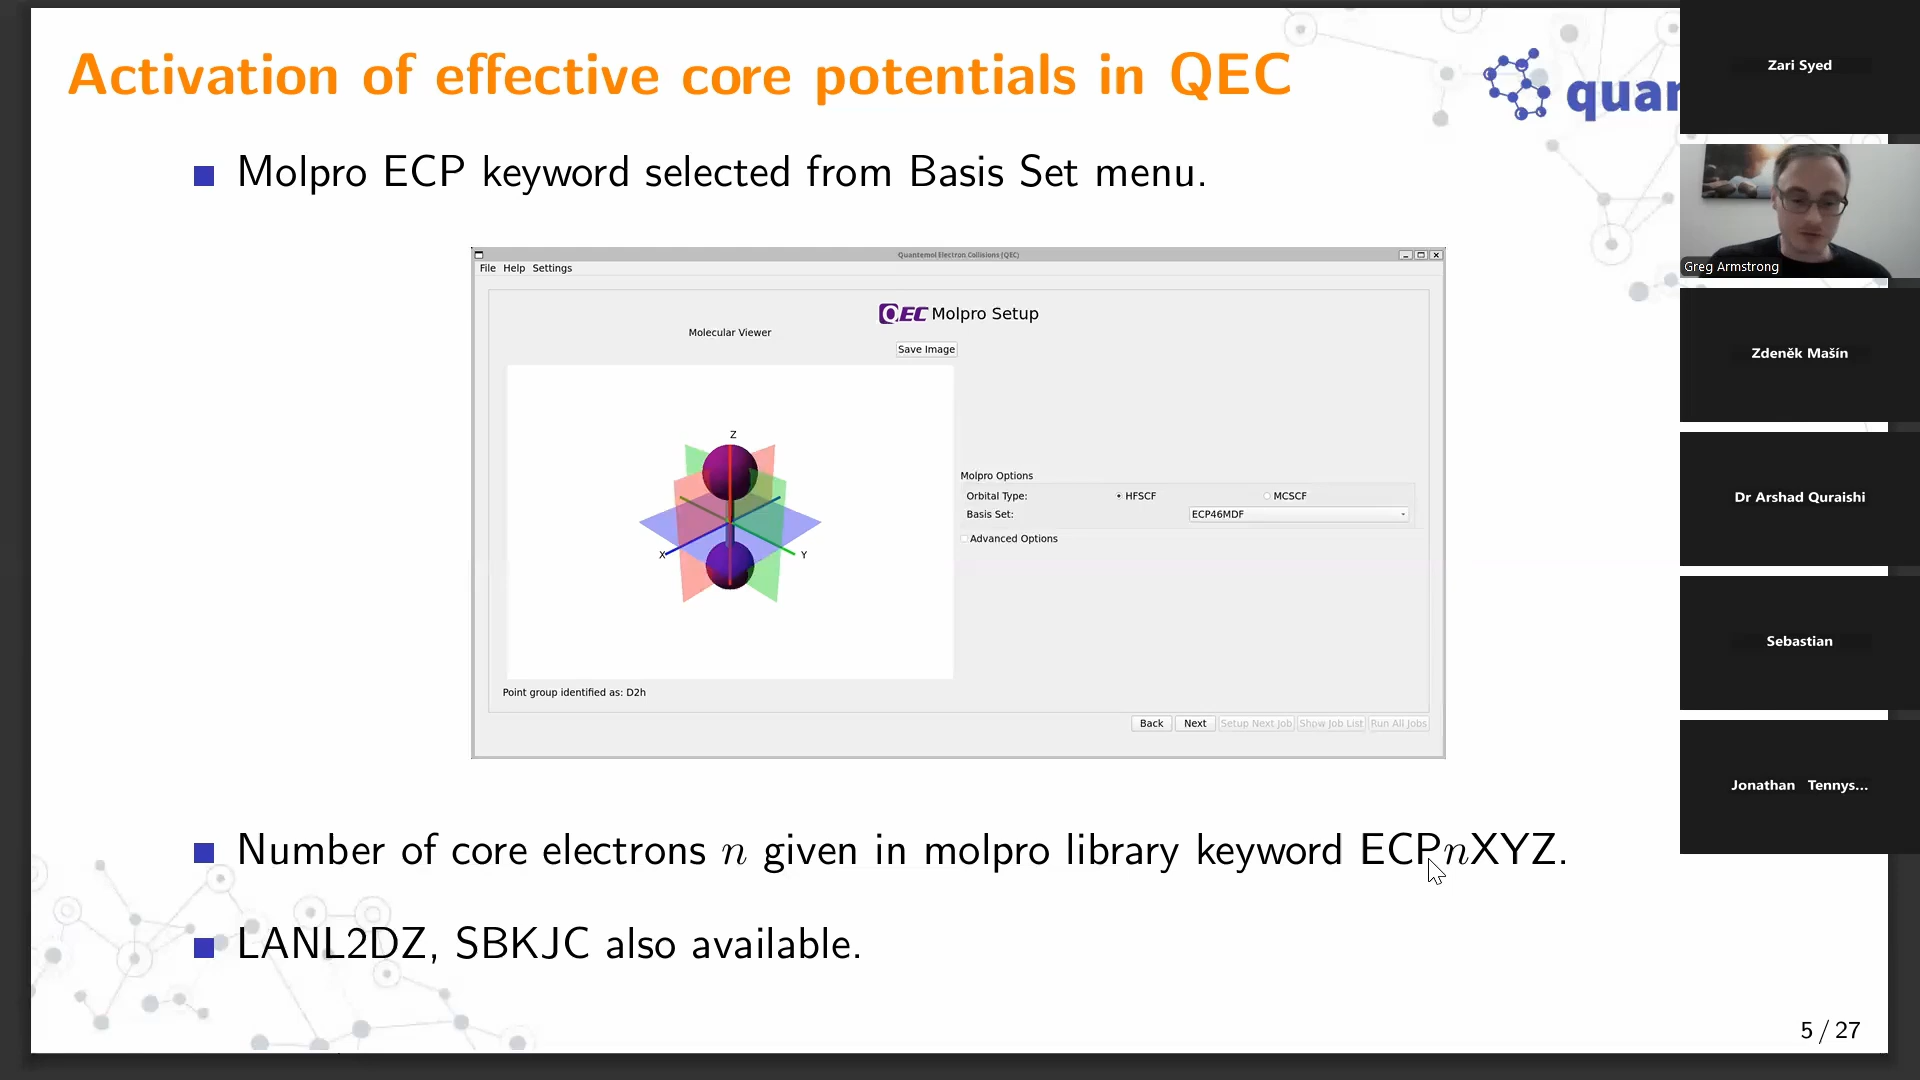 Activation of effective core potentials in QEC
quan
Molpro ECP keyword selected from Basis Set menu.
Quantemol Electron Collisions (QEC)
File Help Settings
QEC Molpro Setup
Molecular Viewer
Save Image
Z
X
Y
Molpro Options
Orbital Type: HFSCF MCSCF
Basis Set: ECP46MDF
Advanced Options
Point group identified as: D2h
Back Next Setup Next Job Show Job List Run All Jobs
Number of core electrons n given in molpro library keyword ECPnXYZ.
LANL2DZ, SBKJC also available.
5 / 27
Zari Syed
Greg Armstrong
Zdeněk Mašín
Dr Arshad Quraishi
Sebastian
Jonathan Tennys...